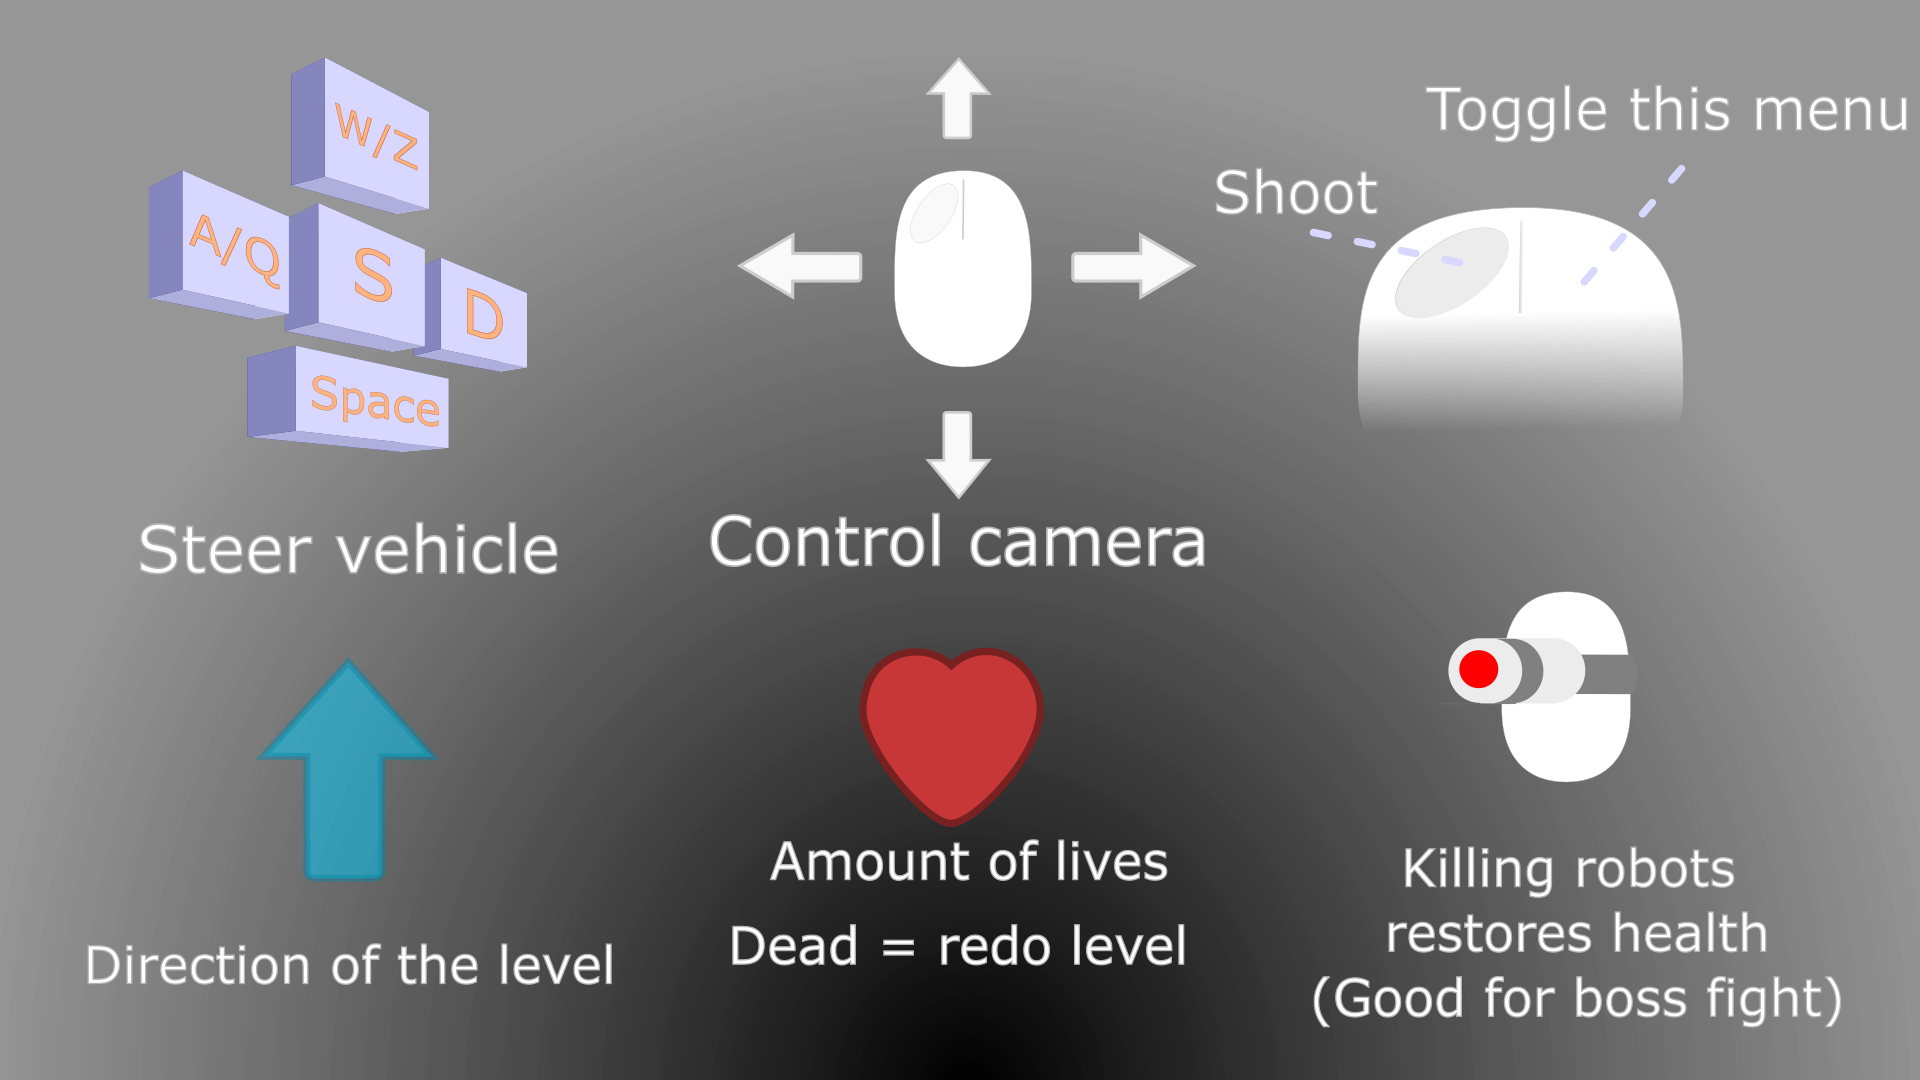 W/Z
A/Q
S
D
Space
Steer vehicle
Control camera
Shoot
Toggle this menu
Direction of the level
Amount of lives
Dead = redo level
Killing robots
restores health
(Good for boss fight)